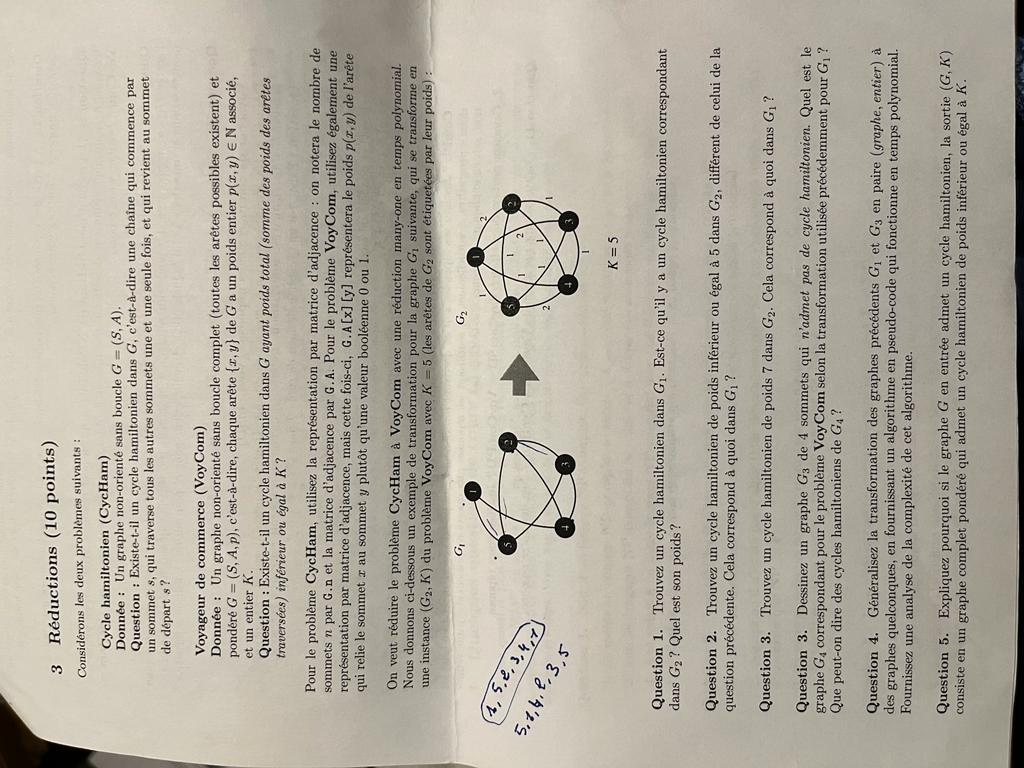 3 Réductions (10 points)
Considérons les deux problèmes suivants :
Cycle hamiltonien (CycHam)
Donnée : Un graphe non-orienté sans boucle G = (S, A).
Question : Existe-t-il un cycle hamiltonien dans G, c'est-à-dire une chaîne qui commence par
un sommet s, qui traverse tous les autres sommets une et une seule fois, et qui revient au sommet
de départ s ?
Voyageur de commerce (VoyCom)
Donnée : Un graphe non-orienté sans boucle complet (toutes les arêtes possibles existent) et
pondéré G = (S, A, p), c'est-à-dire, chaque arête {x, y} de G a un poids entier p(x, y) ∈ ℕ associé,
et un entier K.
Question : Existe-t-il un cycle hamiltonien dans G ayant poids total (somme des poids des arêtes
traversées) inférieur ou égal à K ?
Pour le problème CycHam, utilisez la représentation par matrice d'adjacence : on notera le nombre de
sommets n par G.n et la matrice d'adjacence par G.A. Pour le problème VoyCom, utilisez également une
représentation par matrice d'adjacence, mais cette fois-ci, G.A[x][y] représentera le poids p(x, y) de l'arête
qui relie le sommet x au sommet y plutôt qu'une valeur booléenne 0 ou 1.
On veut réduire le problème CycHam à VoyCom avec une réduction many-one en temps polynomial.
Nous donnons ci-dessous un exemple de transformation pour la graphe G₁ suivante, qui se transforme en
une instance (G₂, K) du problème VoyCom avec K = 5 (les arêtes de G₂ sont étiquetées par leur poids) :
G₁
1
5
2
4
3
G₂
1
5
2
4
3
1
2
1
2
1
1
1
2
1
1
K = 5
1, 5, 2, 3, 4, 1
5, 1, 4, 2, 3, 5
Question 1. Trouvez un cycle hamiltonien dans G₁. Est-ce qu'il y a un cycle hamiltonien correspondant
dans G₂ ? Quel est son poids ?
Question 2. Trouvez un cycle hamiltonien de poids inférieur ou égal à 5 dans G₂, différent de celui de la
question précédente. Cela correspond à quoi dans G₁ ?
Question 3. Trouvez un cycle hamiltonien de poids 7 dans G₂. Cela correspond à quoi dans G₁ ?
Question 3. Dessinez un graphe G₃ de 4 sommets qui n'admet pas de cycle hamiltonien. Quel est le
graphe G₄ correspondant pour le problème VoyCom selon la transformation utilisée précédemment pour G₁ ?
Que peut-on dire des cycles hamiltoniens de G₄ ?
Question 4. Généralisez la transformation des graphes précédents G₁ et G₃ en paire (graphe, entier) à
des graphes quelconques, en fournissant un algorithme en pseudo-code qui fonctionne en temps polynomial.
Fournissez une analyse de la complexité de cet algorithme.
Question 5. Expliquez pourquoi si le graphe G en entrée admet un cycle hamiltonien, la sortie (G, K)
consiste en un graphe complet pondéré qui admet un cycle hamiltonien de poids inférieur ou égal à K.